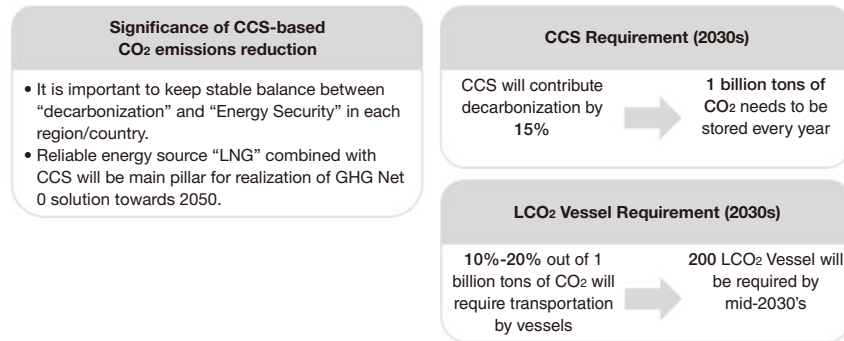 Significance of CCS-based
CO₂ emissions reduction
• It is important to keep stable balance between
“decarbonization” and “Energy Security” in each
region/country.
• Reliable energy source “LNG” combined with
CCS will be main pillar for realization of GHG Net
0 solution towards 2050.
CCS Requirement (2030s)
CCS will contribute
decarbonization by
15%
1 billion tons of
CO₂ needs to be
stored every year
LCO₂ Vessel Requirement (2030s)
10%-20% out of 1
billion tons of CO₂ will
require transportation
by vessels
200 LCO₂ Vessel will
be required by
mid-2030’s